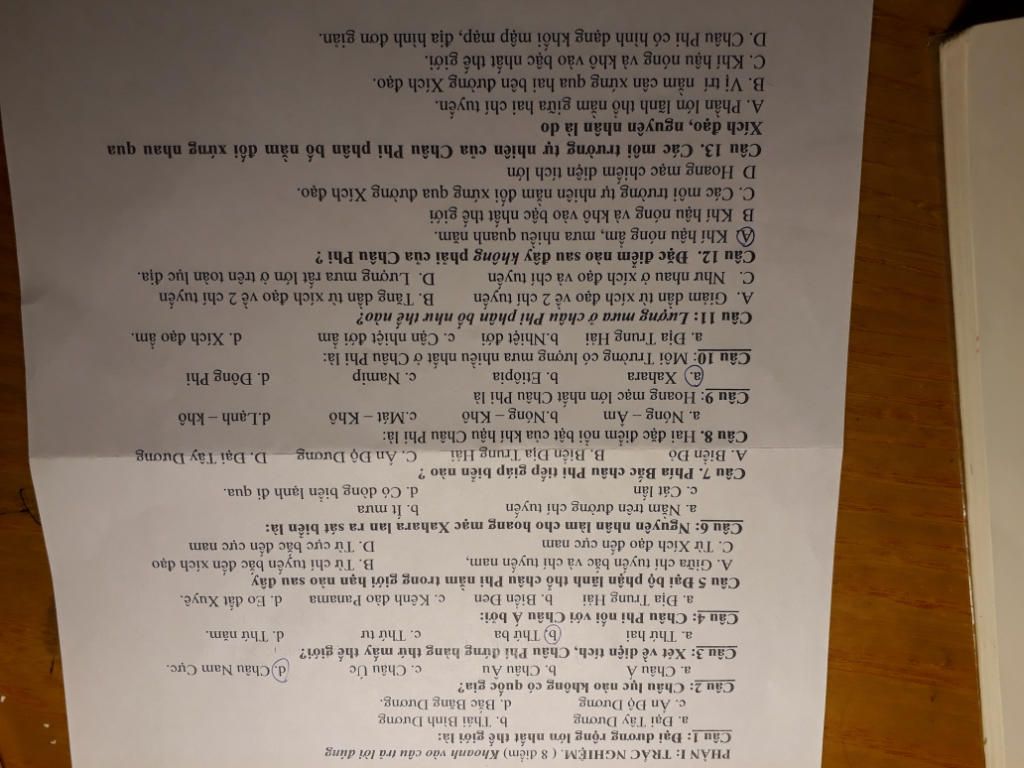 PHẦN I: TRẮC NGHIỆM. ( 8 điểm) Khoanh vào câu trả lời đúng
Câu 1: Đại dương rộng lớn nhất thế giới là:
a. Đại Tây Dương b. Thái Bình Dương
c. Ấn Độ Dương d. Bắc Băng Dương.
Câu 2: Châu lục nào không có quốc gia?
a. Châu Á b. Châu Âu c. Châu Úc d. Châu Nam Cực.
Câu 3: Xét về diện tích, Châu Phi đứng hàng thứ mấy thế giới?
a. Thứ hai b. Thứ ba c. Thứ tư d. Thứ năm.
Câu 4: Châu Phi nối với Châu Á bởi:
a. Địa Trung Hải b. Biển Đen c. Kênh đào Panama d. Eo đất Xuyê.
Câu 5 Đại bộ phận lãnh thổ châu Phi nằm trong giới hạn nào sau đây
A. Giữa chí tuyến bắc và chí tuyến nam, B. Từ chí tuyến bắc đến xích đạo
C. Từ Xích đạo đến cực nam D. Từ cực bắc đến cực nam
Câu 6: Nguyên nhân làm cho hoang mạc Xahara lan ra sát biển là:
a. Nằm trên đường chí tuyến b. Ít mưa
c. Cát lấn d. Có dòng biển lạnh đi qua.
Câu 7. Phía Bắc châu Phi tiếp giáp biển nào ?
A. Biển Đỏ B. Biển Địa Trung Hải C. Ấn Độ Dương D. Đại Tây Dương
Câu 8. Hai đặc điểm nổi bật của khí hậu Châu Phi là:
a. Nóng – Ẩm b.Nóng – Khô c.Mát – Khô d.Lạnh – khô
Câu 9: Hoang mạc lớn nhất Châu Phi là
a. Xahara b. Etiôpia c. Namip d. Đông Phi
Câu 10: Môi Trường có lượng mưa nhiều nhất ở Châu Phi là:
a. Địa Trung Hải b.Nhiệt đới c. Cận nhiệt đới ẩm d. Xích đạo ẩm.
Câu 11: Lượng mưa ở châu Phi phân bố như thế nào?
A. Giảm dần từ xích đạo về 2 chí tuyến B. Tăng dần từ xích đạo về 2 chí tuyến
C. Như nhau ở xích đạo và chí tuyến D. Lượng mưa rất lớn ở trên toàn lục địa.
Câu 12. Đặc điểm nào sau đây không phải của Châu Phi ?
A. Khí hậu nóng ẩm, mưa nhiều quanh năm.
B Khí hậu nóng và khô vào bậc nhất thế giới
C. Các môi trường tự nhiên nằm đối xứng qua đường Xích đạo.
D Hoang mạc chiếm diện tích lớn
Câu 13. Các môi trường tự nhiên của Châu Phi phân bố nằm đối xứng nhau qua
Xích đạo, nguyên nhân là do
A. Phần lớn lãnh thổ nằm giữa hai chí tuyến.
B. Vị trí nằm cân xứng qua hai bên đường Xích đạo.
C. Khí hậu nóng và khô vào bậc nhất thế giới.
D. Châu Phi có hình dạng khối mập mạp, địa hình đơn giản.